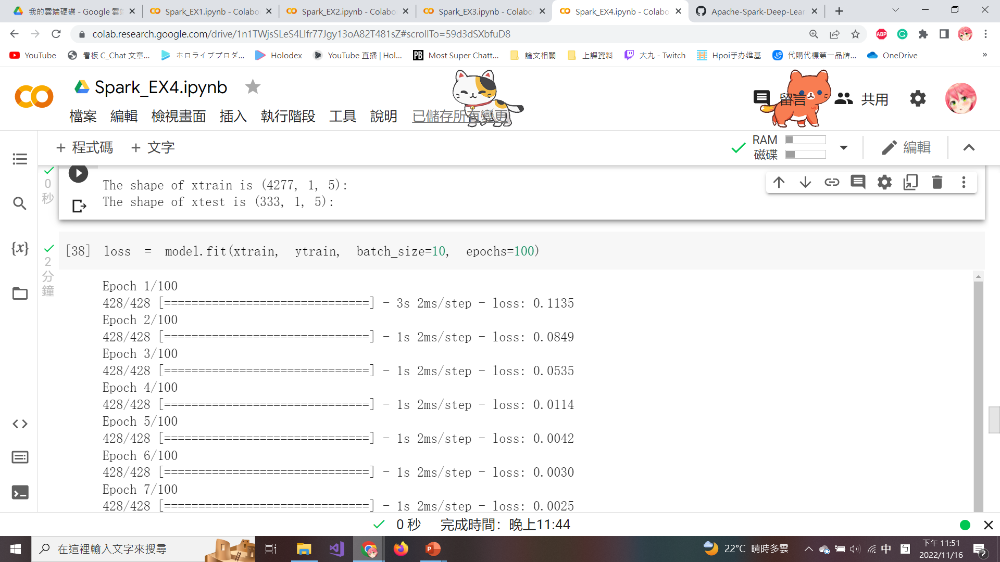 我的雲端硬碟 - Google 雲端
Spark_EX1.ipynb - Colabo
Spark_EX2.ipynb - Colabo
Spark_EX3.ipynb - Colabo
Spark_EX4.ipynb - Colabo
Apache-Spark-Deep-Lear
colab.research.google.com/drive/1n1TWjsSLeS4Llfr77Jgy13oA82T481sZ#scrollTo=59d3dSXbfuD8
ABP
YouTube
看板 C_Chat 文章...
ホロライブプロダ...
Holodex
YouTube 直播 | Hol...
PB Most Super Chatt...
論文相關
上課資料
大丸 - Twitch
Hpoi手办维基
代購代標第一品牌...
OneDrive
»
Spark_EX4.ipynb
留言
共用
檔案 編輯 檢視畫面 插入 執行階段 工具 說明 已儲存所有變更
+ 程式碼 + 文字
RAM
磁碟
編輯
0
秒
The shape of xtrain is (4277, 1, 5):
The shape of xtest is (333, 1, 5):
{x}
2
分
鐘
[38] loss = model.fit(xtrain, ytrain, batch_size=10, epochs=100)
Epoch 1/100
428/428 [==============================] - 3s 2ms/step - loss: 0.1135
Epoch 2/100
428/428 [==============================] - 1s 2ms/step - loss: 0.0849
Epoch 3/100
428/428 [==============================] - 1s 2ms/step - loss: 0.0535
Epoch 4/100
428/428 [==============================] - 1s 2ms/step - loss: 0.0114
Epoch 5/100
428/428 [==============================] - 1s 2ms/step - loss: 0.0042
Epoch 6/100
428/428 [==============================] - 1s 2ms/step - loss: 0.0030
Epoch 7/100
428/428 [==============================] - 1s 2ms/step - loss: 0.0025
0 秒 完成時間: 晚上11:44
在這裡輸入文字來搜尋
22°C 晴時多雲
中
下午 11:51
2022/11/16
2